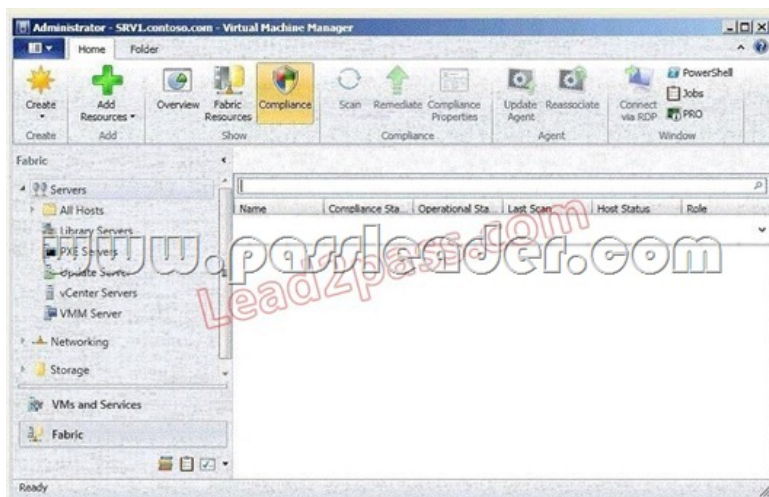 Administrator - SRV1.contoso.com - Virtual Machine Manager
Home Folder
Create
Add Resources
Overview
Fabric Resources
Compliance
Scan
Remediate
Compliance Properties
Update Agent
Reassociate
Connect via RDP
PowerShell
Jobs
PRO
Create Add Show Compliance Agent Window
Fabric
Servers
All Hosts
Library Servers
PXE Servers
Update Server
vCenter Servers
VMM Server
Networking
Storage
VMs and Services
Fabric
Name Compliance Sta... Operational Sta... Last Scan Host Status Role
www.passleader.com
Lead2pass.com
Ready